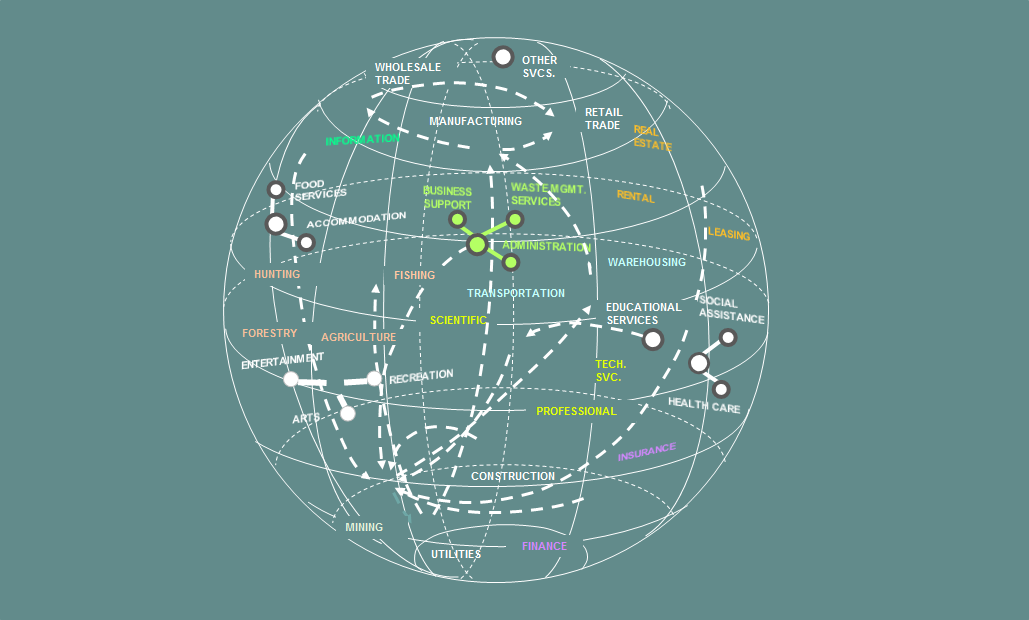 OTHER
SVCS.
WHOLESALE
TRADE
MANUFACTURING
RETAIL
TRADE
INFORMATION
REAL
ESTATE
FOOD
SERVICES
BUSINESS
SUPPORT
WASTE MGMT.
SERVICES
RENTAL
ACCOMMODATION
LEASING
ADMINISTRATION
WAREHOUSING
HUNTING
FISHING
TRANSPORTATION
SOCIAL
ASSISTANCE
EDUCATIONAL
SERVICES
SCIENTIFIC
FORESTRY
AGRICULTURE
ENTERTAINMENT
TECH.
SVC.
RECREATION
HEALTH CARE
ARTS
PROFESSIONAL
INSURANCE
CONSTRUCTION
MINING
UTILITIES
FINANCE